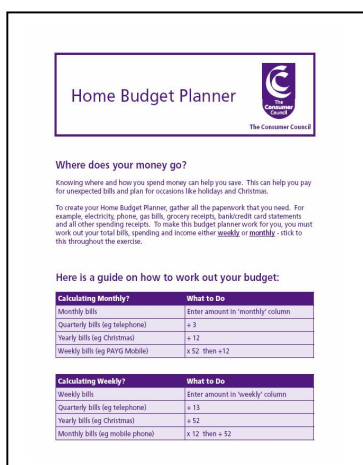 Home Budget Planner
The
Consumer
Council
The Consumer Council
Where does your money go?
Knowing where and how you spend money can help you save. This can help you pay
for unexpected bills and plan for occasions like holidays and Christmas.
To create your Home Budget Planner, gather all the paperwork that you need. For
example, electricity, phone, gas bills, grocery receipts, bank/credit card statements
and all other spending receipts. To make this budget planner work for you, you must
work out your total bills, spending and income either weekly or monthly - stick to
this throughout the exercise.
Here is a guide on how to work out your budget:
Calculating Monthly? What to Do
Monthly bills Enter amount in 'monthly' column
Quarterly bills (eg telephone) ÷ 3
Yearly bills (eg Christmas) ÷ 12
Weekly bills (eg PAYG Mobile) x 52 then ÷12
Calculating Weekly? What to Do
Weekly bills Enter amount in 'weekly' column
Quarterly bills (eg telephone) ÷ 13
Yearly bills (eg Christmas) ÷ 52
Monthly bills (eg mobile phone) x 12 then ÷ 52